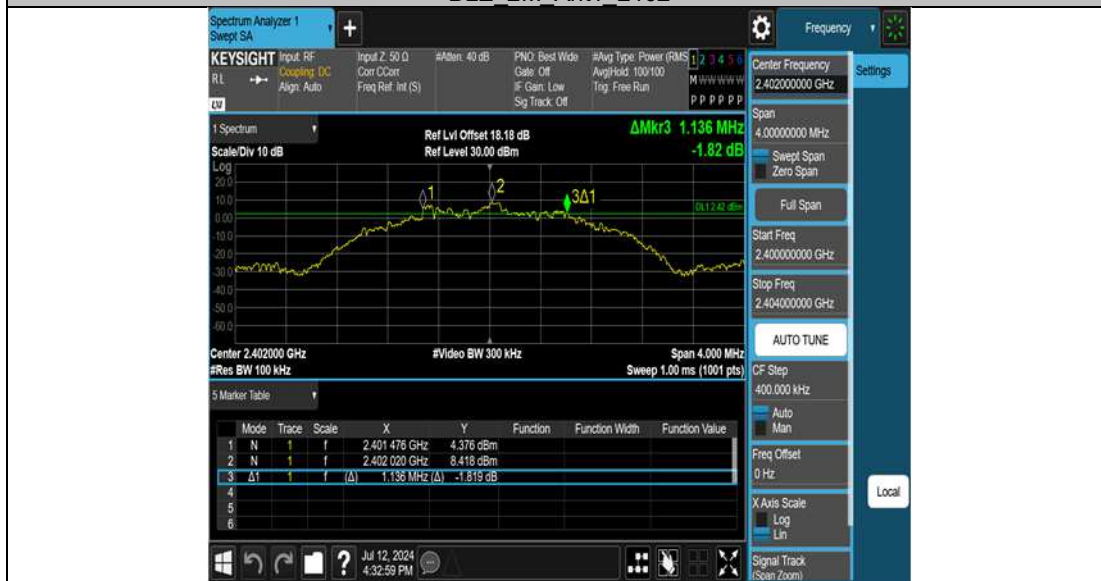 Spectrum Analyzer 1
Swept SA
+
Frequency
KEYSIGHT
RL
Input: RF
Coupling: DC
Align: Auto
Input Z: 50 Ω
Corr CCorr
Freq Ref: Int (S)
#Atten: 40 dB
PNO: Best Wide
Gate: Off
IF Gain: Low
Sig Track: Off
#Avg Type: Power (RMS
Avg|Hold: 100/100
Trig: Free Run
1 2 3 4 5 6
M W W W W W
P P P P P P
Center Frequency
2.402000000 GHz
Settings
1 Spectrum
Scale/Div 10 dB
Ref Lvl Offset 18.18 dB
Ref Level 30.00 dBm
ΔMkr3 1.136 MHz
-1.82 dB
Span
4.00000000 MHz
Swept Span
Zero Span
Full Span
Start Freq
2.400000000 GHz
Stop Freq
2.404000000 GHz
AUTO TUNE
CF Step
400.000 kHz
Auto
Man
Freq Offset
0 Hz
X Axis Scale
Log
Lin
Signal Track
(Span Zoom)
Local
Log
20.0
10.0
0.00
-10.0
-20.0
-30.0
-40.0
-50.0
-60.0
1
2
3Δ1
DL1 2.42 dBm
Center 2.402000 GHz
#Video BW 300 kHz
Span 4.000 MHz
#Res BW 100 kHz
Sweep 1.00 ms (1001 pts)
5 Marker Table
Mode Trace Scale X Y Function Function Width Function Value
1 N 1 f 2.401 476 GHz 4.376 dBm
2 N 1 f 2.402 020 GHz 8.418 dBm
3 Δ1 1 f (Δ) 1.136 MHz (Δ) -1.819 dB
4
5
6
?
Jul 12, 2024
4:32:59 PM